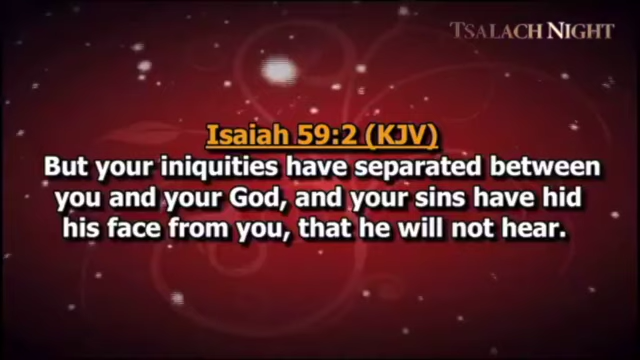 TSALACH NIGHT
Isaiah 59:2 (KJV)
But your iniquities have separated between
you and your God, and your sins have hid
his face from you, that he will not hear.